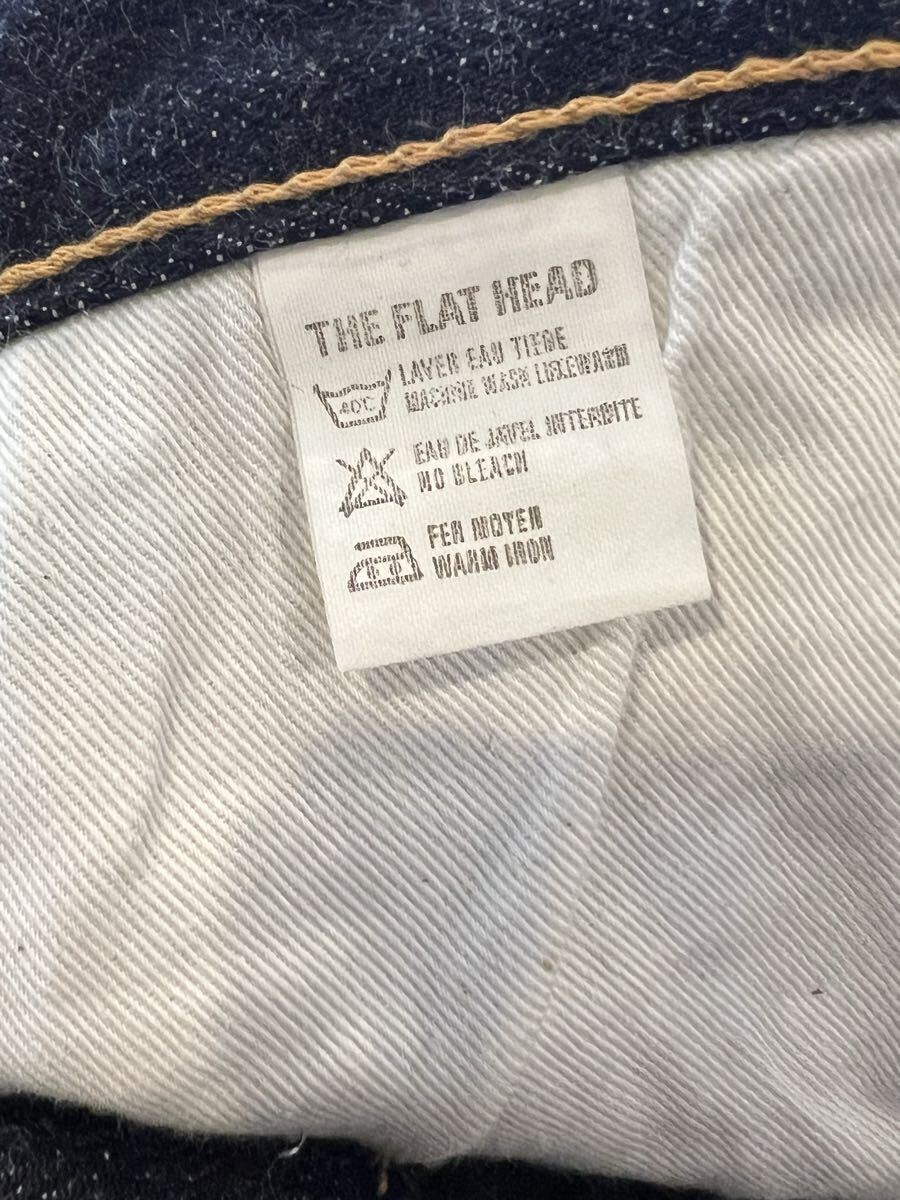 THE FLAT HEAD
40℃
LAVER EAU TIEDE
MACHINE WASH LUKEWARM
EAU DE JAVEL INTERDITE
NO BLEACH
FER MOYEN
WARM IRON